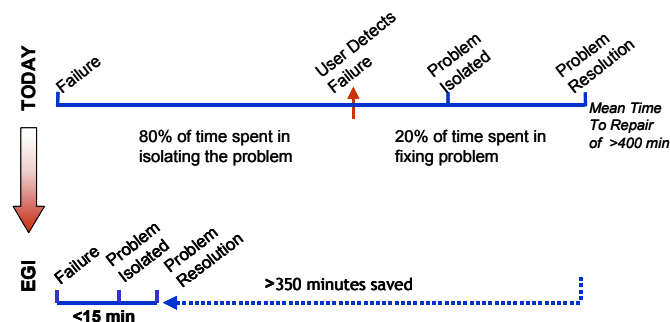 TODAY
Failure
User Detects
Failure
Problem
Isolated
Problem
Resolution
80% of time spent in
isolating the problem
20% of time spent in
fixing problem
Mean Time
To Repair
of >400 min
EGI
Failure
Problem
Isolated
Problem
Resolution
>350 minutes saved
<15 min